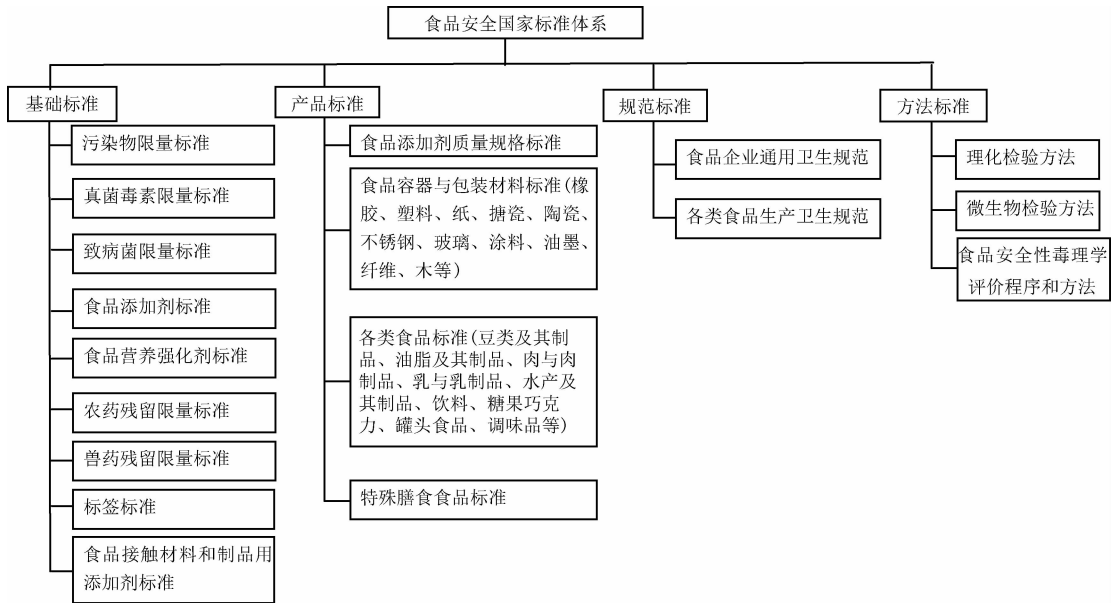 食品安全国家标准体系
基础标准
污染物限量标准
真菌毒素限量标准
致病菌限量标准
食品添加剂标准
食品营养强化剂标准
农药残留限量标准
兽药残留限量标准
标签标准
食品接触材料和制品用
添加剂标准
产品标准
食品添加剂质量规格标准
食品容器与包装材料标准(橡
胶、塑料、纸、搪瓷、陶瓷、
不锈钢、玻璃、涂料、油墨、
纤维、木等)
各类食品标准(豆类及其制
品、油脂及其制品、肉与肉
制品、乳与乳制品、水产及
其制品、饮料、糖果巧克
力、罐头食品、调味品等)
特殊膳食食品标准
规范标准
食品企业通用卫生规范
各类食品生产卫生规范
方法标准
理化检验方法
微生物检验方法
食品安全性毒理学
评价程序和方法